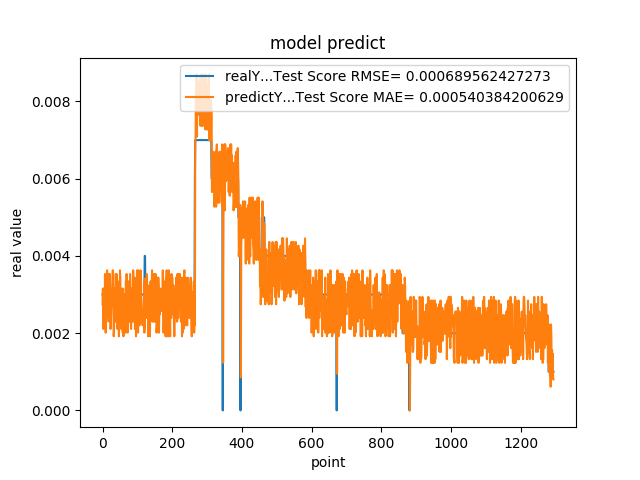 model predict
realY...Test Score RMSE= 0.000689562427273
predictY...Test Score MAE= 0.000540384200629
real value
0.008
0.006
0.004
0.002
0.000
0 200 400 600 800 1000 1200
point